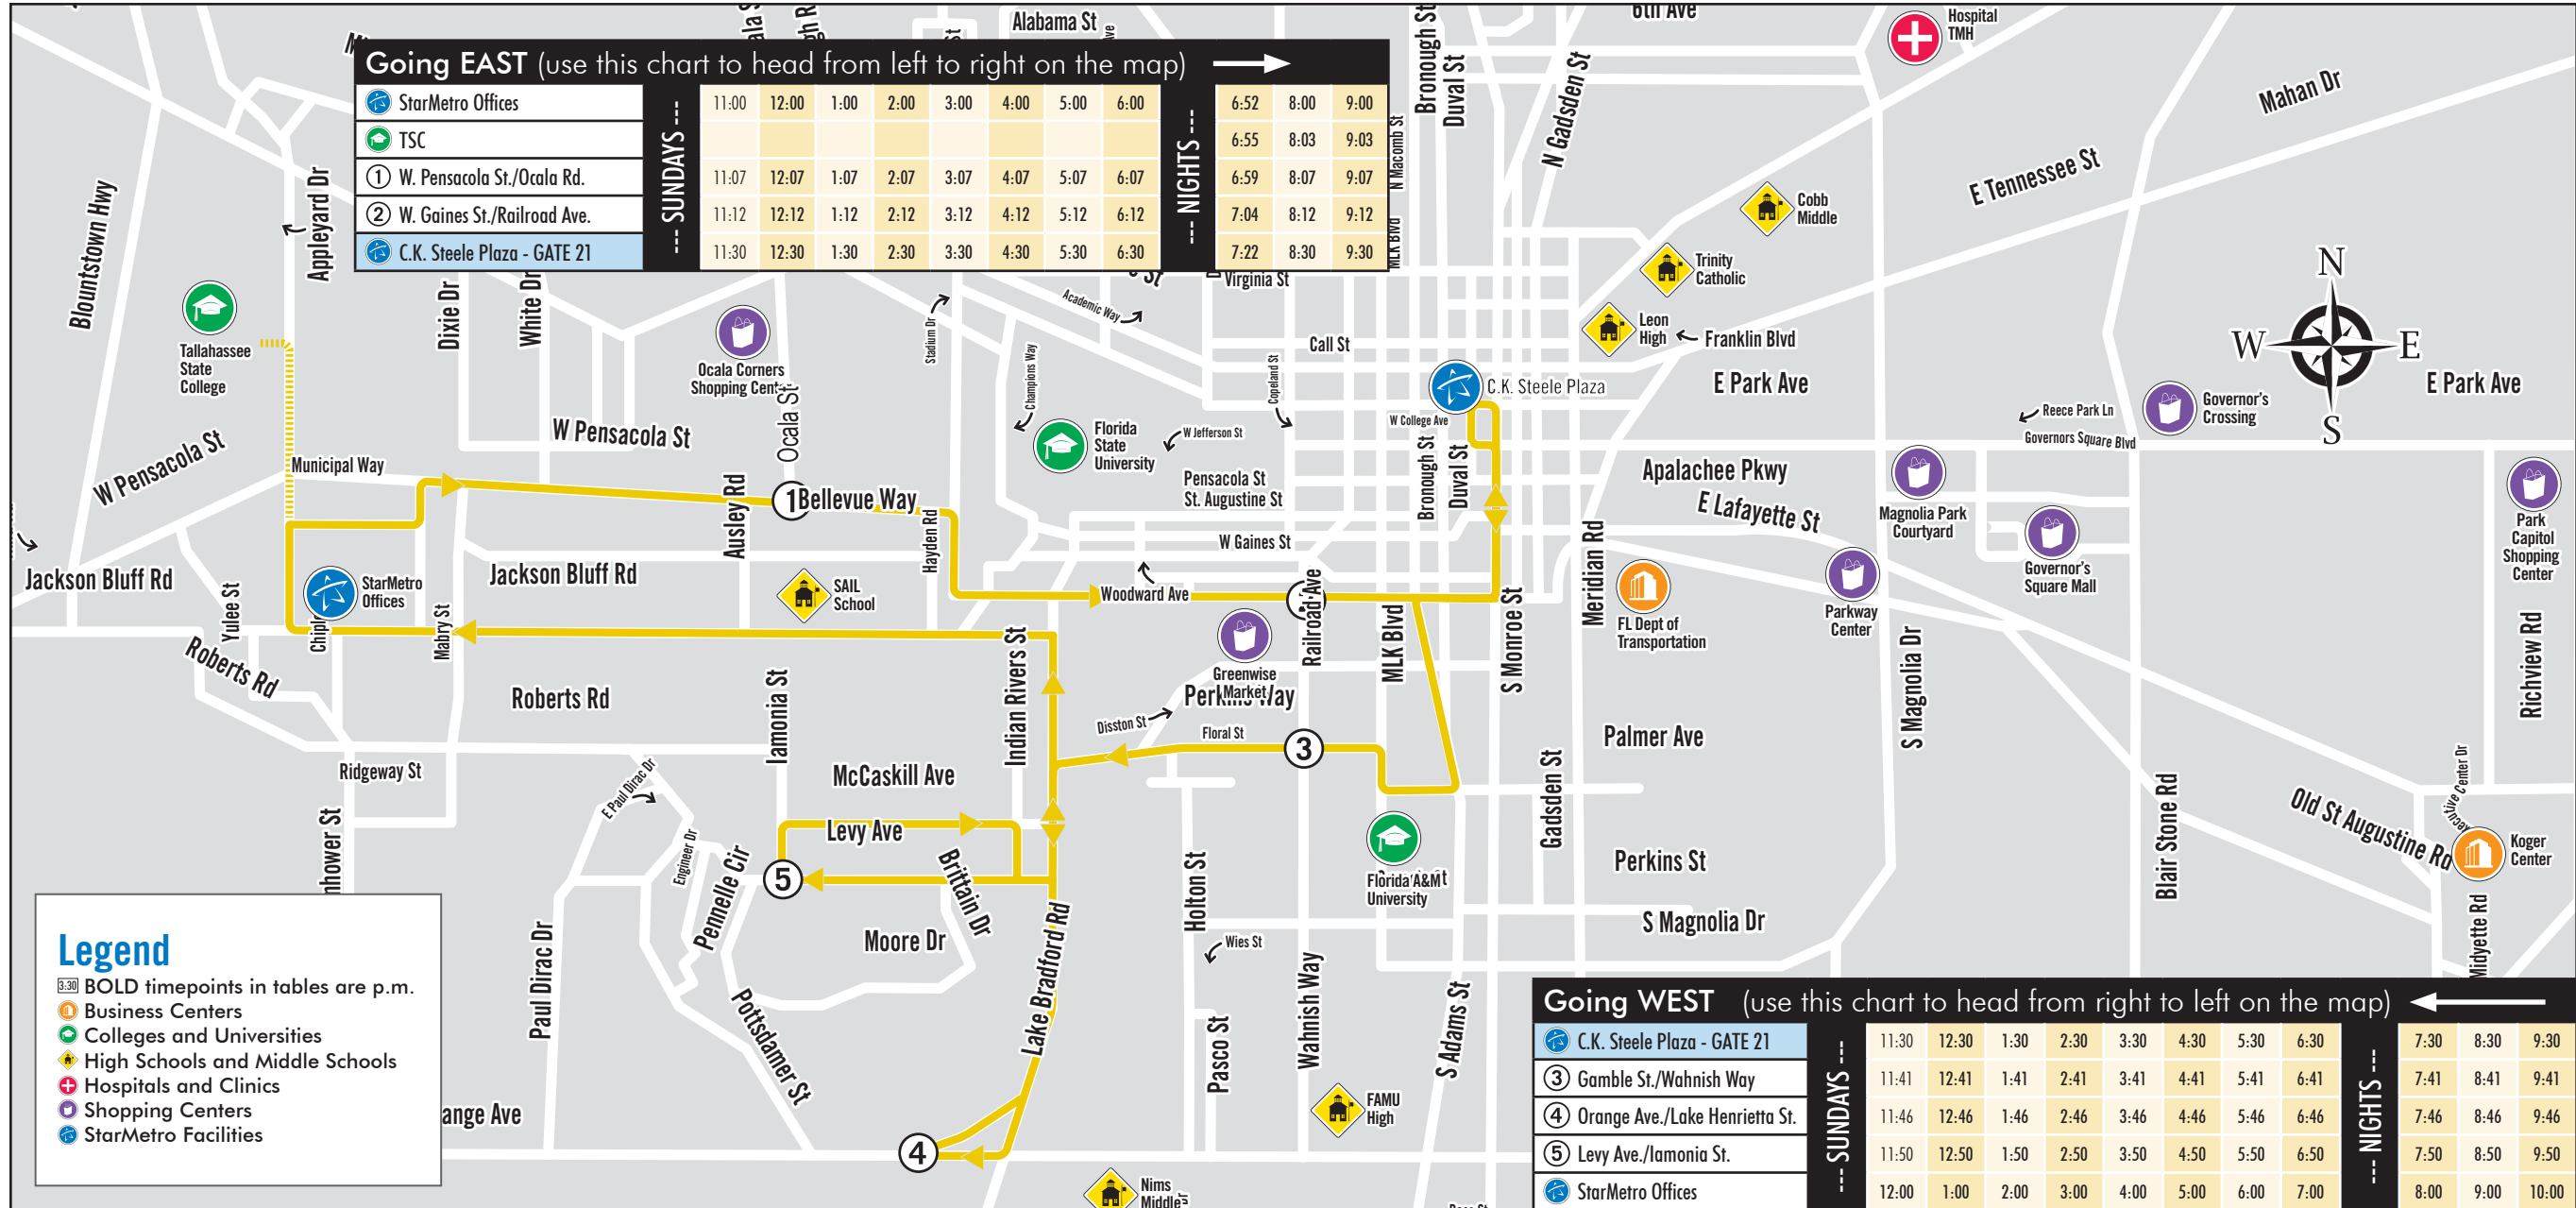 Alabama St
6th Ave
Hospital
TMH
Bronough St
Duval St
N Gadsden St
Mahan Dr
E Tennessee St
Going EAST (use this chart to head from left to right on the map)
SUNDAYS
NIGHTS
StarMetro Offices 11:00 12:00 1:00 2:00 3:00 4:00 5:00 6:00 6:52 8:00 9:00
TSC 6:55 8:03 9:03
1 W. Pensacola St./Ocala Rd. 11:07 12:07 1:07 2:07 3:07 4:07 5:07 6:07 6:59 8:07 9:07
2 W. Gaines St./Railroad Ave. 11:12 12:12 1:12 2:12 3:12 4:12 5:12 6:12 7:04 8:12 9:12
C.K. Steele Plaza - GATE 21 11:30 12:30 1:30 2:30 3:30 4:30 5:30 6:30 7:22 8:30 9:30
N Macomb St
MLK Blvd
Blountstown Hwy
Appleyard Dr
Cobb
Middle
Trinity
Catholic
Leon
High
Franklin Blvd
Virginia St
Academic Way
Dixie Dr
White Dr
Stadium Dr
Champions Way
Call St
Copeland St
N
W
E
S
Tallahassee
State
College
Ocala Corners
Shopping Cent
Ocala St
C.K. Steele Plaza
E Park Ave
E Park Ave
Reece Park Ln
Governors Square Blvd
Governor's
Crossing
W Pensacola St
W Pensacola St
Municipal Way
Florida
State
University
W Jefferson St
W College Ave
Pensacola St
St. Augustine St
Bronough St
Duval St
Apalachee Pkwy
E Lafayette St
Magnolia Park
Courtyard
Governor's
Square Mall
Park
Capitol
Shopping
Center
Ausley Rd
1
Bellevue Way
Hayden Rd
W Gaines St
Jackson Bluff Rd
Jackson Bluff Rd
StarMetro
Offices
SAIL
School
Woodward Ave
Railroad Ave
Meridian Rd
FL Dept of
Transportation
Parkway
Center
Yulee St
Mabry St
Roberts Rd
Roberts Rd
Greenwise
Market
MLK Blvd
S Monroe St
S Magnolia Dr
Richview Rd
Iamonia St
Indian Rivers St
Disston St
Floral St
3
Palmer Ave
Ridgeway St
McCaskill Ave
E Paul Dirac Dr
Engineer Dr
Levy Ave
Gadsden St
Blair Stone Rd
Old St Augustine Rd
Koger
Center
Pennelle Cir
5
Brittain Dr
Holton St
Florida A&M
University
Perkins St
Moore Dr
Lake Bradford Rd
Wies St
S Magnolia Dr
Midyette Rd
Paul Dirac Dr
Pottsdamer St
Pasco St
Wahnish Way
S Adams St
FAMU
High
4
Nims
Middle
Legend
3:30 BOLD timepoints in tables are p.m.
Business Centers
Colleges and Universities
High Schools and Middle Schools
Hospitals and Clinics
Shopping Centers
StarMetro Facilities
Going WEST (use this chart to head from right to left on the map)
SUNDAYS
NIGHTS
C.K. Steele Plaza - GATE 21 11:30 12:30 1:30 2:30 3:30 4:30 5:30 6:30 7:30 8:30 9:30
3 Gamble St./Wahnish Way 11:41 12:41 1:41 2:41 3:41 4:41 5:41 6:41 7:41 8:41 9:41
4 Orange Ave./Lake Henrietta St. 11:46 12:46 1:46 2:46 3:46 4:46 5:46 6:46 7:46 8:46 9:46
5 Levy Ave./Iamonia St. 11:50 12:50 1:50 2:50 3:50 4:50 5:50 6:50 7:50 8:50 9:50
StarMetro Offices 12:00 1:00 2:00 3:00 4:00 5:00 6:00 7:00 8:00 9:00 10:00